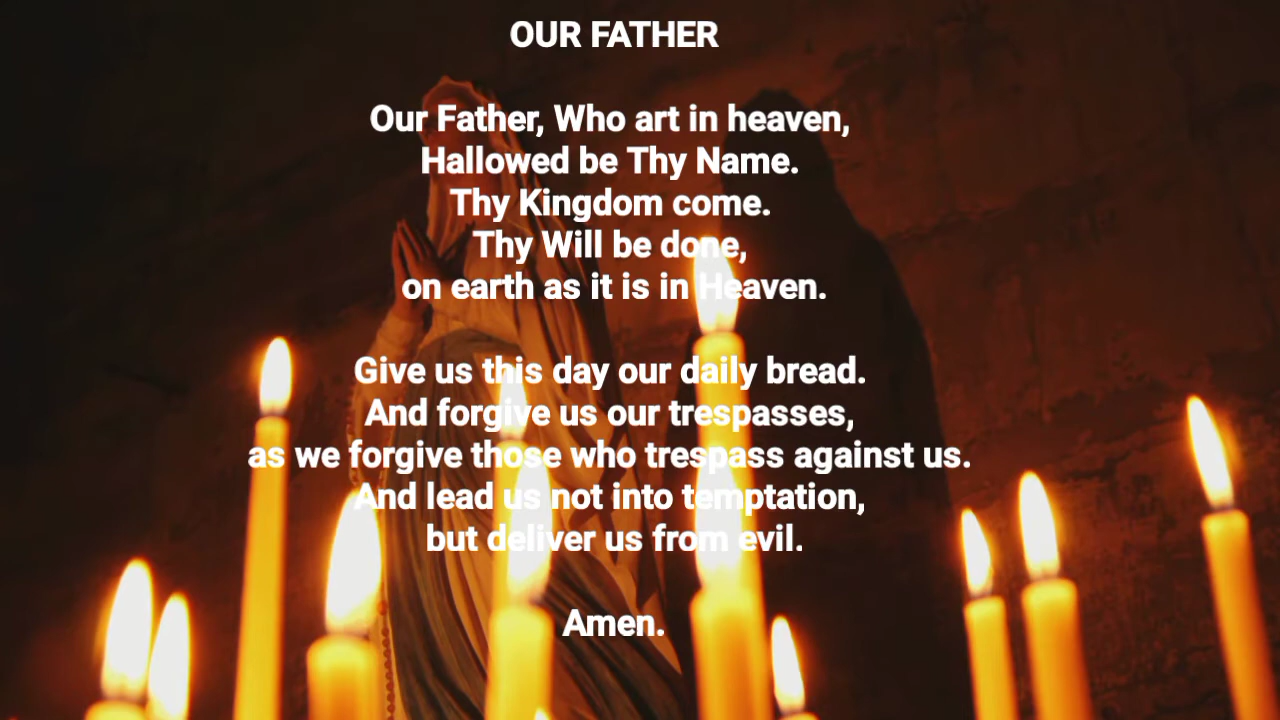 OUR FATHER
Our Father, Who art in heaven,
Hallowed be Thy Name.
Thy Kingdom come.
Thy Will be done,
on earth as it is in Heaven.
Give us this day our daily bread.
And forgive us our trespasses,
as we forgive those who trespass against us.
And lead us not into temptation,
but deliver us from evil.
Amen.